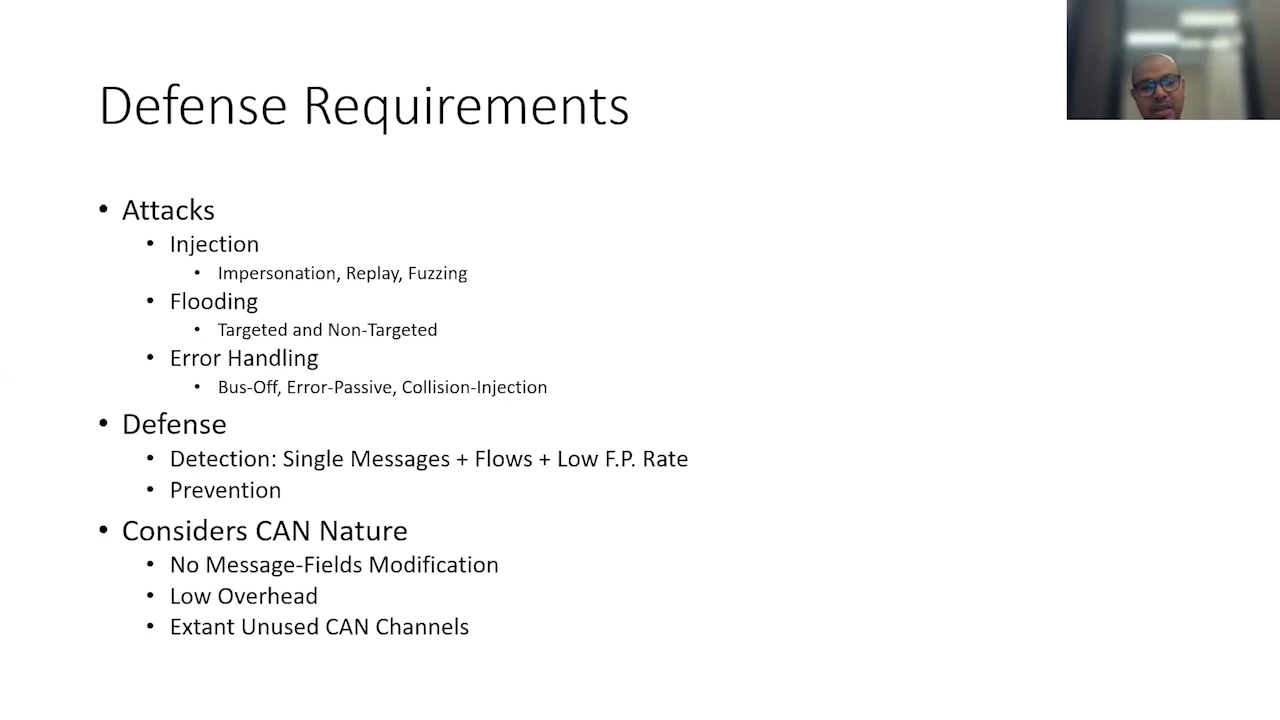 Defense Requirements
• Attacks
• Injection
• Impersonation, Replay, Fuzzing
• Flooding
• Targeted and Non-Targeted
• Error Handling
• Bus-Off, Error-Passive, Collision-Injection
• Defense
• Detection: Single Messages + Flows + Low F.P. Rate
• Prevention
• Considers CAN Nature
• No Message-Fields Modification
• Low Overhead
• Extant Unused CAN Channels